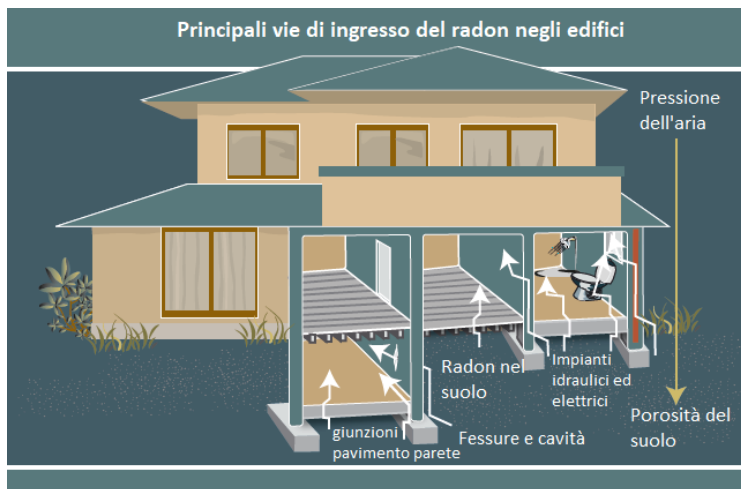 Principali vie di ingresso del radon negli edifici
Pressione
dell'aria
Radon nel
suolo
Impianti
idraulici ed
elettrici
giunzioni
pavimento parete
Fessure e cavità
Porosità del
suolo